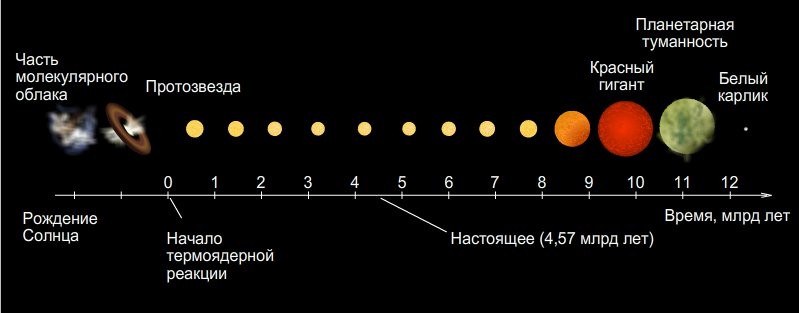 Планетарная
туманность
Часть
молекулярного
облака
Протозвезда
Красный
гигант
Белый
карлик
0 1 2 3 4 5 6 7 8 9 10 11 12
Рождение
Солнца
Начало
термоядерной
реакции
Настоящее (4,57 млрд лет)
Время, млрд лет